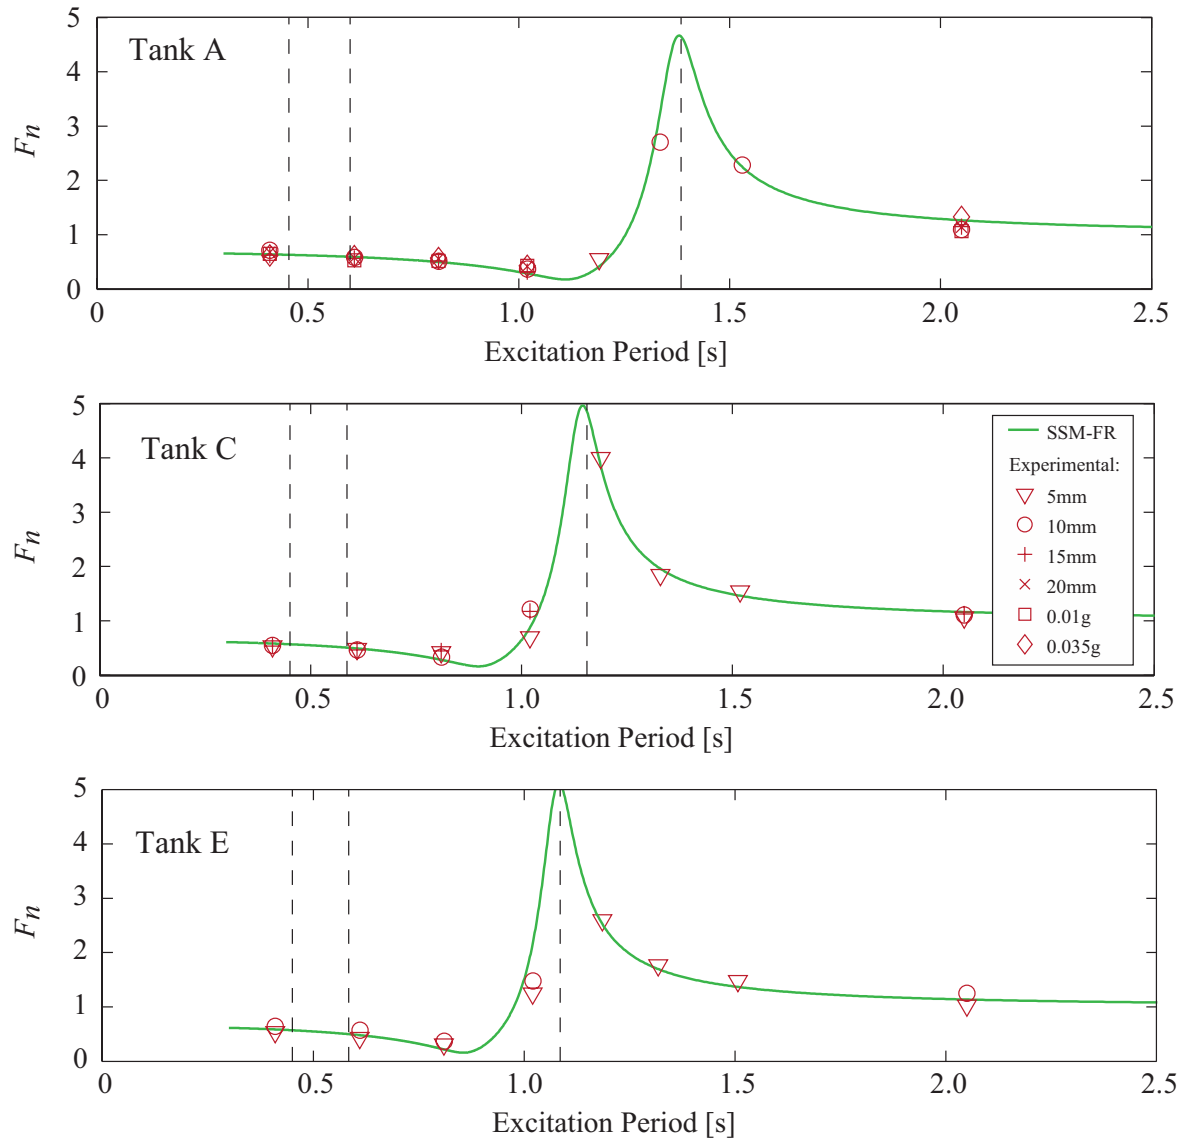 5
Tank A
4
3
Fn
2
1
0
0 0.5 1.0 1.5 2.0 2.5
Excitation Period [s]
5
Tank C
4
3
Fn
2
1
0
SSM-FR
Experimental:
5mm
10mm
15mm
20mm
0.01g
0.035g
0 0.5 1.0 1.5 2.0 2.5
Excitation Period [s]
5
Tank E
4
3
Fn
2
1
0
0 0.5 1.0 1.5 2.0 2.5
Excitation Period [s]